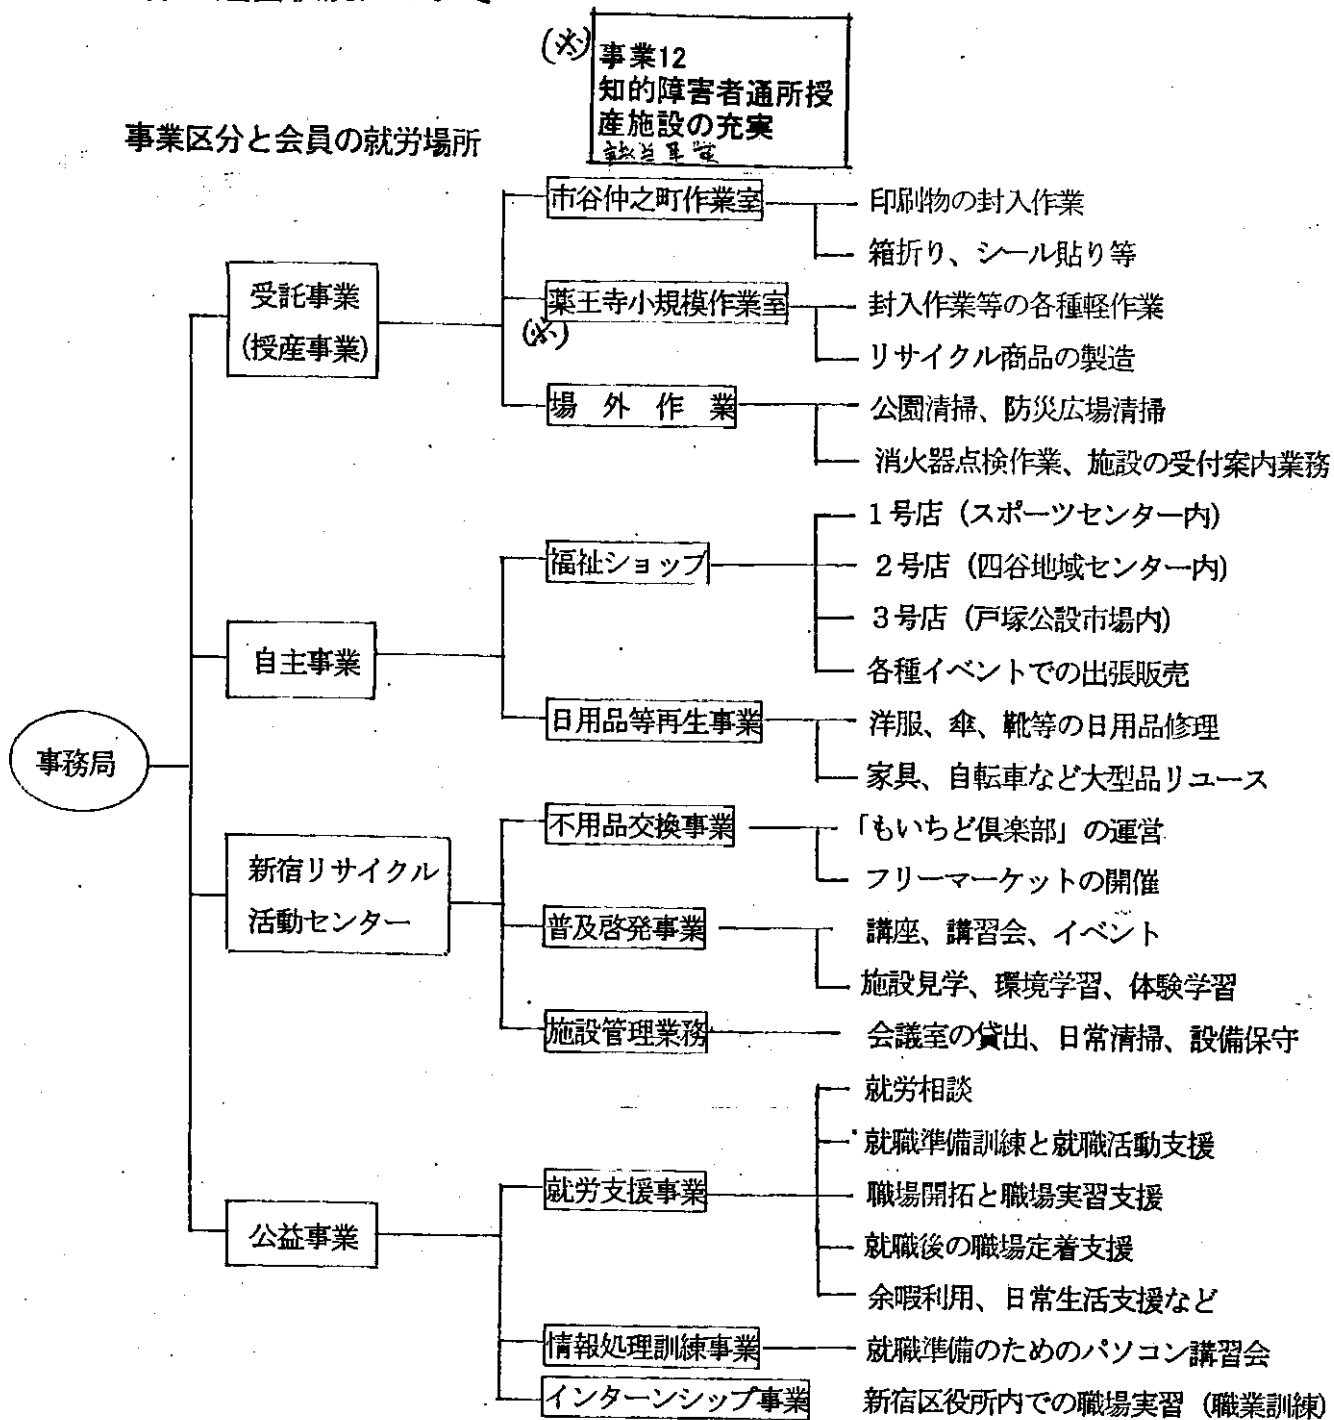 (※)
事業12
知的障害者通所授
産施設の充実
事業区分と会員の就労場所
市谷仲之町作業室
印刷物の封入作業
箱折り、シール貼り等
受託事業
(授産事業)
薬王寺小規模作業室
(※)
封入作業等の各種軽作業
リサイクル商品の製造
場外作業
公園清掃、防災広場清掃
消火器点検作業、施設の受付案内業務
自主事業
福祉ショップ
1号店(スポーツセンター内)
2号店(四谷地域センター内)
3号店(戸塚公設市場内)
各種イベントでの出張販売
日用品等再生事業
洋服、傘、靴等の日用品修理
家具、自転車など大型品リユース
事務局
新宿リサイクル
活動センター
不用品交換事業
「もいちど倶楽部」の運営
フリーマーケットの開催
普及啓発事業
講座、講習会、イベント
施設見学、環境学習、体験学習
施設管理業務
会議室の貸出、日常清掃、設備保守
公益事業
就労支援事業
就労相談
就職準備訓練と就職活動支援
職場開拓と職場実習支援
就職後の職場定着支援
余暇利用、日常生活支援など
情報処理訓練事業
就職準備のためのパソコン講習会
インターンシップ事業
新宿区役所内での職場実習(職業訓練)